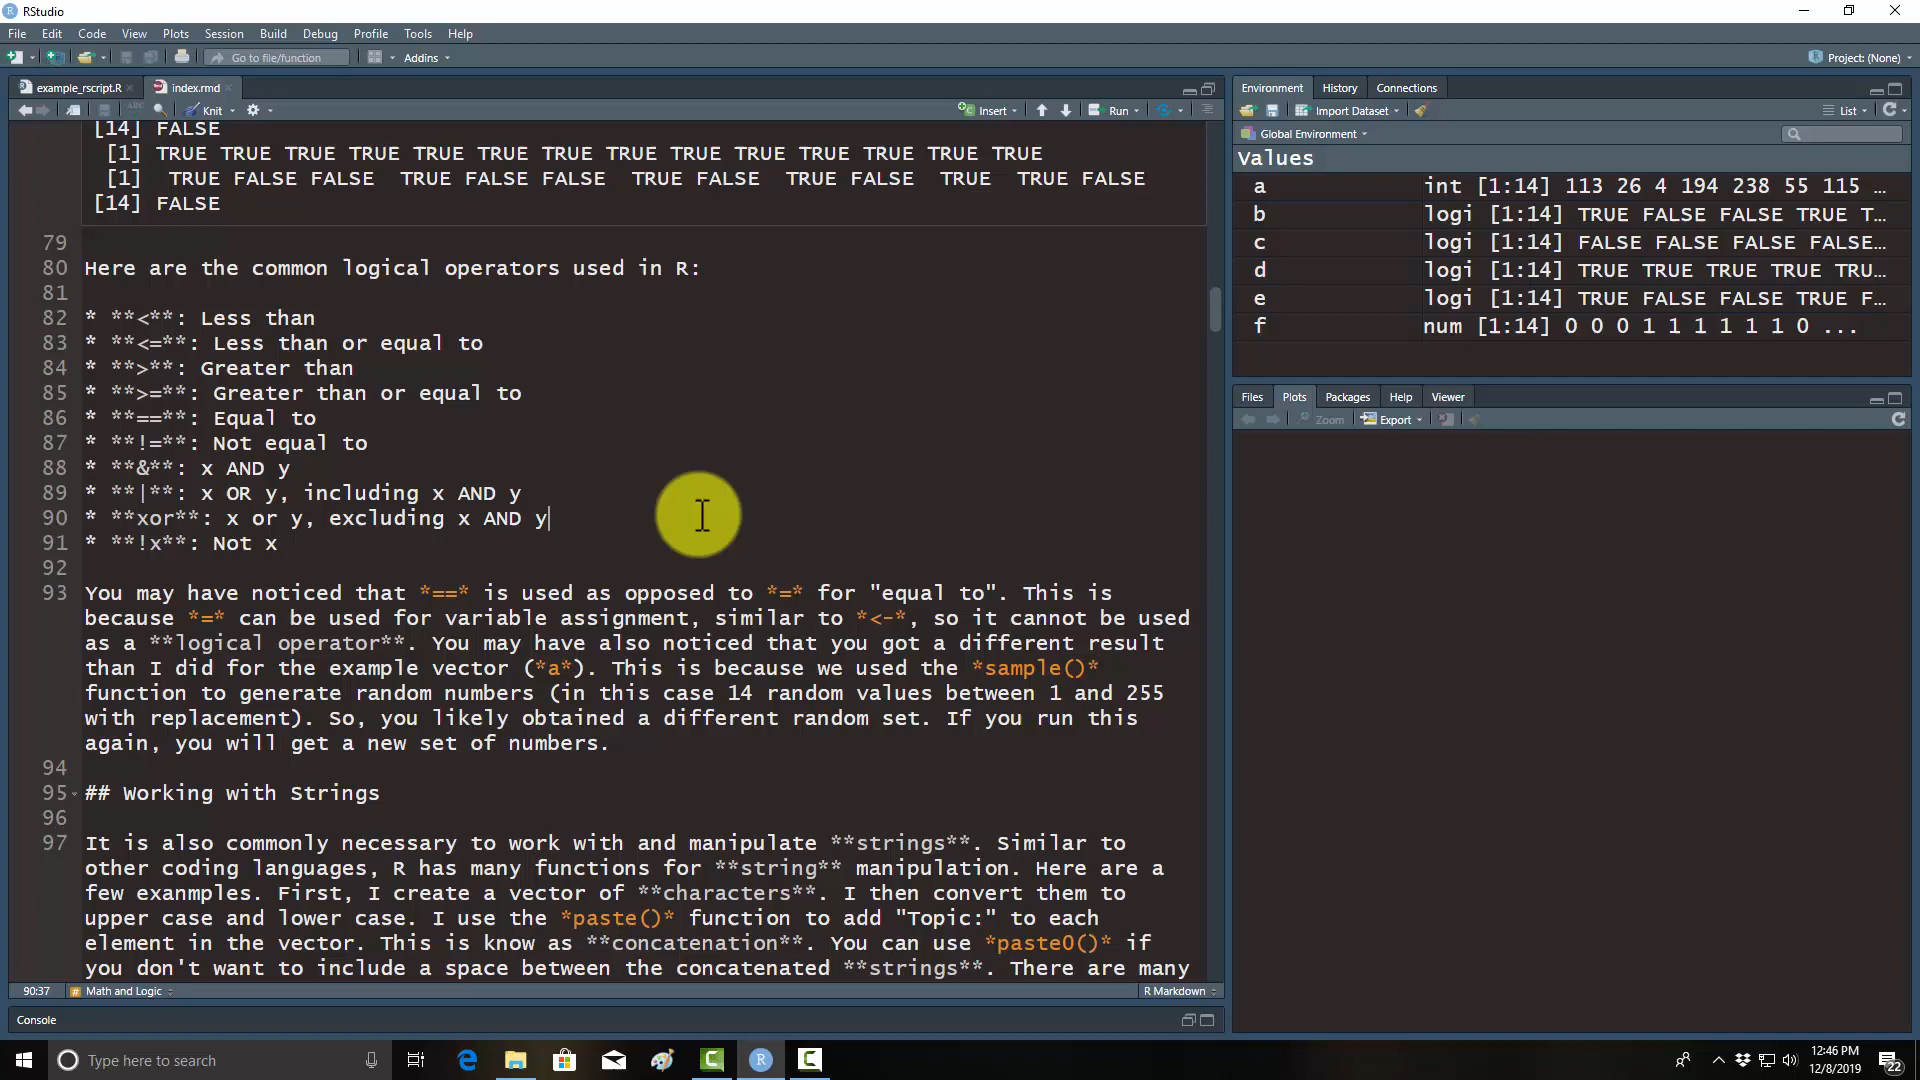 RStudio
File Edit Code View Plots Session Build Debug Profile Tools Help
Go to file/function Addins Project: (None)
example_rscript.R index.rmd
ABC Knit Insert Run
[14] FALSE
[1] TRUE TRUE TRUE TRUE TRUE TRUE TRUE TRUE TRUE TRUE TRUE TRUE TRUE TRUE
[1] TRUE FALSE FALSE TRUE FALSE FALSE TRUE FALSE TRUE FALSE TRUE TRUE FALSE
[14] FALSE
79
80 Here are the common logical operators used in R:
81
82 * **<**: Less than
83 * **<=**: Less than or equal to
84 * **>**: Greater than
85 * **>=**: Greater than or equal to
86 * **==**: Equal to
87 * **!=**: Not equal to
88 * **&**: x AND y
89 * **|**: x OR y, including x AND y
90 * **xor**: x or y, excluding x AND y
91 * **!x**: Not x
92
93 You may have noticed that *==* is used as opposed to *=* for "equal to". This is
because *=* can be used for variable assignment, similar to *<-*, so it cannot be used
as a **logical operator**. You may have also noticed that you got a different result
than I did for the example vector (*a*). This is because we used the *sample()*
function to generate random numbers (in this case 14 random values between 1 and 255
with replacement). So, you likely obtained a different random set. If you run this
again, you will get a new set of numbers.
94
95 ## Working with Strings
96
97 It is also commonly necessary to work with and manipulate **strings**. Similar to
other coding languages, R has many functions for **string** manipulation. Here are a
few exanmples. First, I create a vector of **characters**. I then convert them to
upper case and lower case. I use the *paste()* function to add "Topic:" to each
element in the vector. This is know as **concatenation**. You can use *paste0()* if
you don't want to include a space between the concatenated **strings**. There are many
90:37 # Math and Logic R Markdown
Console
Environment History Connections
Import Dataset List
Global Environment
Values
a int [1:14] 113 26 4 194 238 55 115 …
b logi [1:14] TRUE FALSE FALSE TRUE T…
c logi [1:14] FALSE FALSE FALSE FALSE…
d logi [1:14] TRUE TRUE TRUE TRUE TRU…
e logi [1:14] TRUE FALSE FALSE TRUE F…
f num [1:14] 0 0 0 1 1 1 1 1 0 ...
Files Plots Packages Help Viewer
Zoom Export
Type here to search
12:46 PM
12/8/2019
22